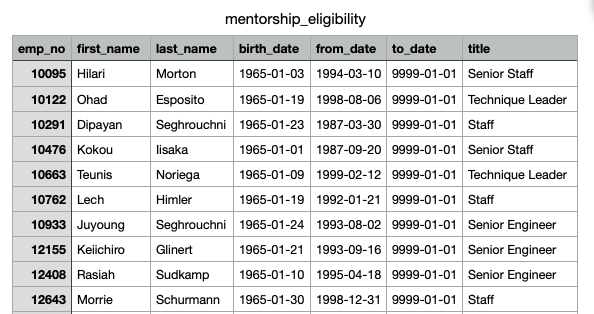 mentorship_eligibility
emp_no first_name last_name birth_date from_date to_date title
10095 Hilari Morton 1965-01-03 1994-03-10 9999-01-01 Senior Staff
10122 Ohad Esposito 1965-01-19 1998-08-06 9999-01-01 Technique Leader
10291 Dipayan Seghrouchni 1965-01-23 1987-03-30 9999-01-01 Staff
10476 Kokou Iisaka 1965-01-01 1987-09-20 9999-01-01 Senior Staff
10663 Teunis Noriega 1965-01-09 1999-02-12 9999-01-01 Technique Leader
10762 Lech Himler 1965-01-19 1992-01-21 9999-01-01 Staff
10933 Juyoung Seghrouchni 1965-01-24 1993-08-02 9999-01-01 Senior Engineer
12155 Keiichiro Glinert 1965-01-21 1993-09-16 9999-01-01 Senior Engineer
12408 Rasiah Sudkamp 1965-01-10 1995-04-18 9999-01-01 Senior Engineer
12643 Morrie Schurmann 1965-01-30 1998-12-31 9999-01-01 Staff